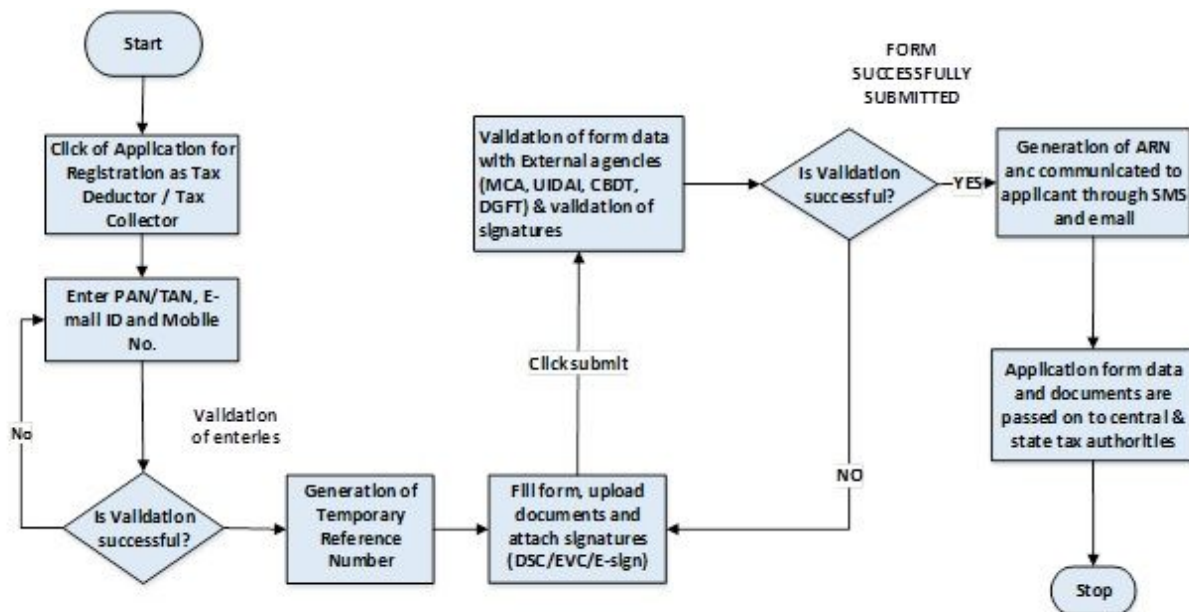 Start
Click of Application for
Registration as Tax
Deductor / Tax
Collector
Enter PAN/TAN, E-
mail ID and Mobile
No.
No
Validation
of enteries
Is Validation
successful?
Generation of
Temporary
Reference
Number
Fill form, upload
documents and
attach signatures
(DSC/EVC/E-sign)
Click submit
Validation of form data
with External agencies
(MCA, UIDAI, CBDT,
DGFT) & validation of
signatures
FORM
SUCCESSFULLY
SUBMITTED
Is Validation
successful?
YES
NO
Generation of ARN
anc communicated to
applicant through SMS
and e mail
Application form data
and documents are
passed on to central &
state tax authorities
Stop